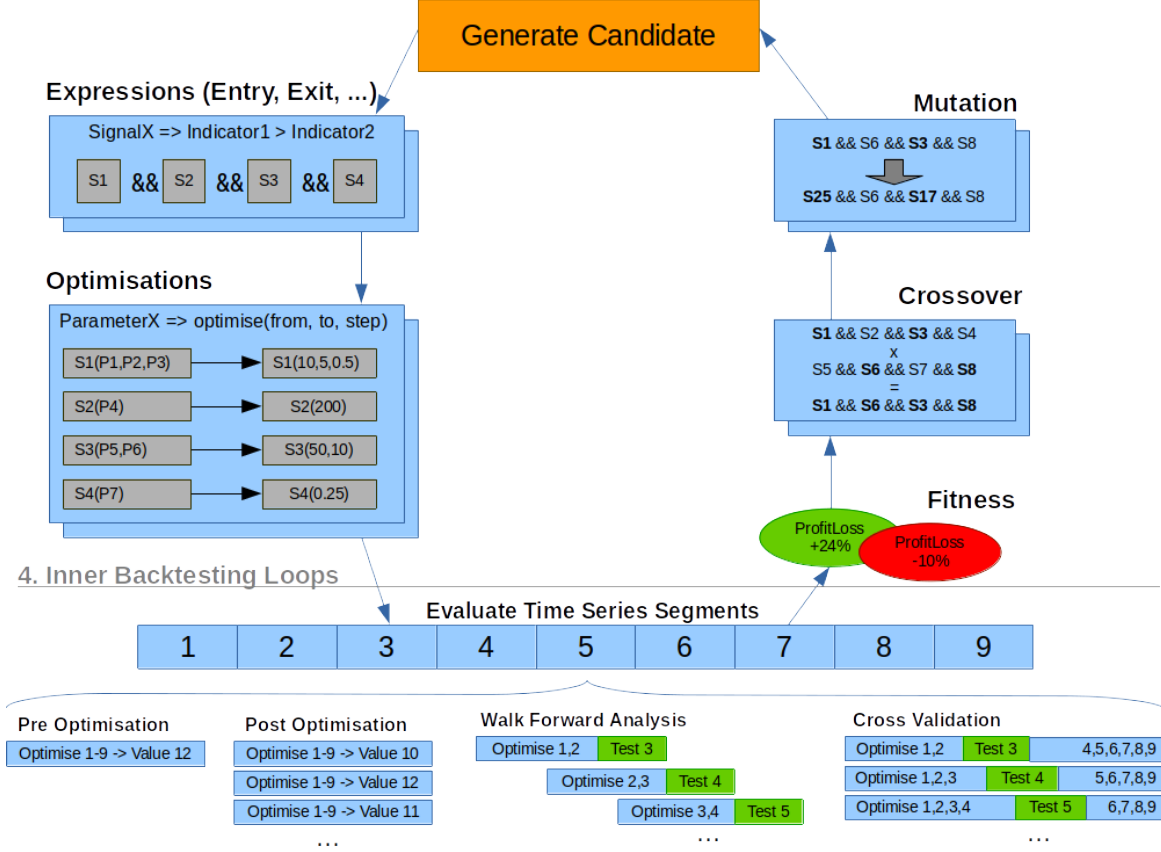 Generate Candidate
Expressions (Entry, Exit, ...)
SignalX => Indicator1 > Indicator2
S1 && S2 && S3 && S4
Optimisations
ParameterX => optimise(from, to, step)
S1(P1,P2,P3) S1(10,5,0.5)
S2(P4) S2(200)
S3(P5,P6) S3(50,10)
S4(P7) S4(0.25)
Mutation
S1 && S6 && S3 && S8
S25 && S6 && S17 && S8
Crossover
S1 && S2 && S3 && S4
x
S5 && S6 && S7 && S8
=
S1 && S6 && S3 && S8
Fitness
ProfitLoss
+24%
ProfitLoss
-10%
4. Inner Backtesting Loops
Evaluate Time Series Segments
1 2 3 4 5 6 7 8 9
Pre Optimisation
Optimise 1-9 -> Value 12
Post Optimisation
Optimise 1-9 -> Value 10
Optimise 1-9 -> Value 12
Optimise 1-9 -> Value 11
...
Walk Forward Analysis
Optimise 1,2 Test 3
Optimise 2,3 Test 4
Optimise 3,4 Test 5
...
Cross Validation
Optimise 1,2 Test 3 4,5,6,7,8,9
Optimise 1,2,3 Test 4 5,6,7,8,9
Optimise 1,2,3,4 Test 5 6,7,8,9
...